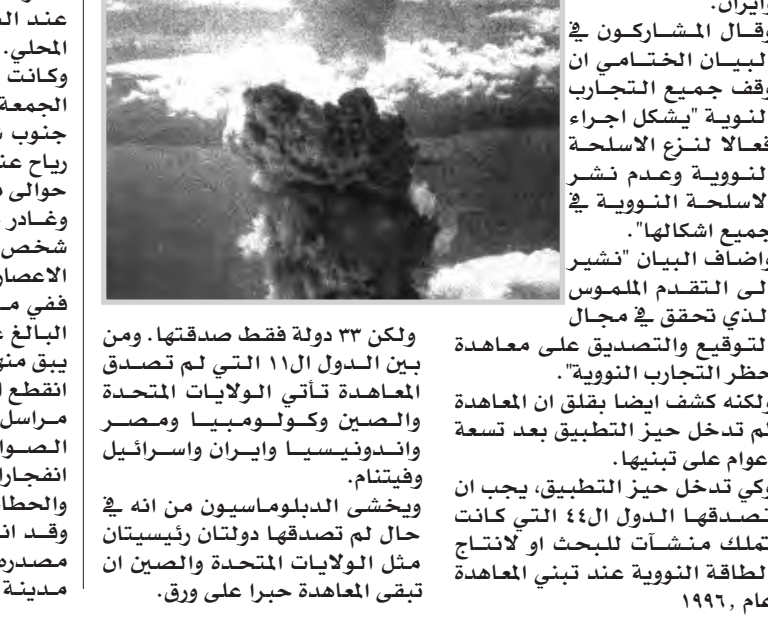 وايران.
وقال المشاركون في
البيان الختامي ان
وقف جميع التجارب
النوية "يشكل اجراء
فعالا لنزع الاسلحة
النووية وعدم نشر
الاسلحة النووية في
جميع اشكالها".
واضاف البيان "نشير
الى التقدم الملموس
الذي تحقق في مجال
التوقيع والتصديق على معاهدة
حظر التجارب النووية".
ولكنه كشف ايضا بقلق ان المعاهدة
لم تدخل حيز التطبيق بعد تسعة
اعوام على تبنيها.
وكي تدخل حيز التطبيق، يجب ان
تصدقها الدول ال٤٤ التي كانت
تملك منشآت للبحث او لانتاج
الطاقة النووية عند تبني المعاهدة
عام ,١٩٩٦
ولكن ٣٣ دولة فقط صدقتها. ومن
بين الدول ال١١ التي لم تصدق
المعاهدة تأتي الولايات المتحدة
والصين وكولومبيا ومصر
واندونيسيا وايران واسرائيل
وفيتنام.
ويخشى الدبلوماسيون من انه في
حال لم تصدقها دولتان رئيسيتان
مثل الولايات المتحدة والصين ان
تبقى المعاهدة حبرا على ورق.
عند
المحلي.
وكانت
الجمعة
جنوب
رياح
حوالى
وغادر
شخص
الاعصار
ففي
البالغ
يبق
انقطع
مراسل

والحطا
وقد
مصدره
مدينة